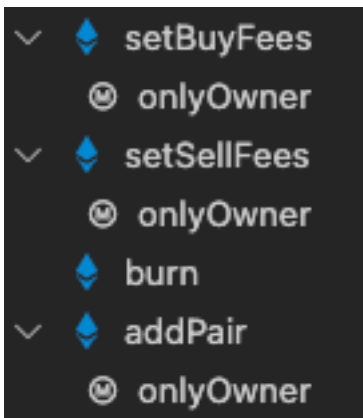 setBuyFees
onlyOwner
setSellFees
onlyOwner
burn
addPair
onlyOwner